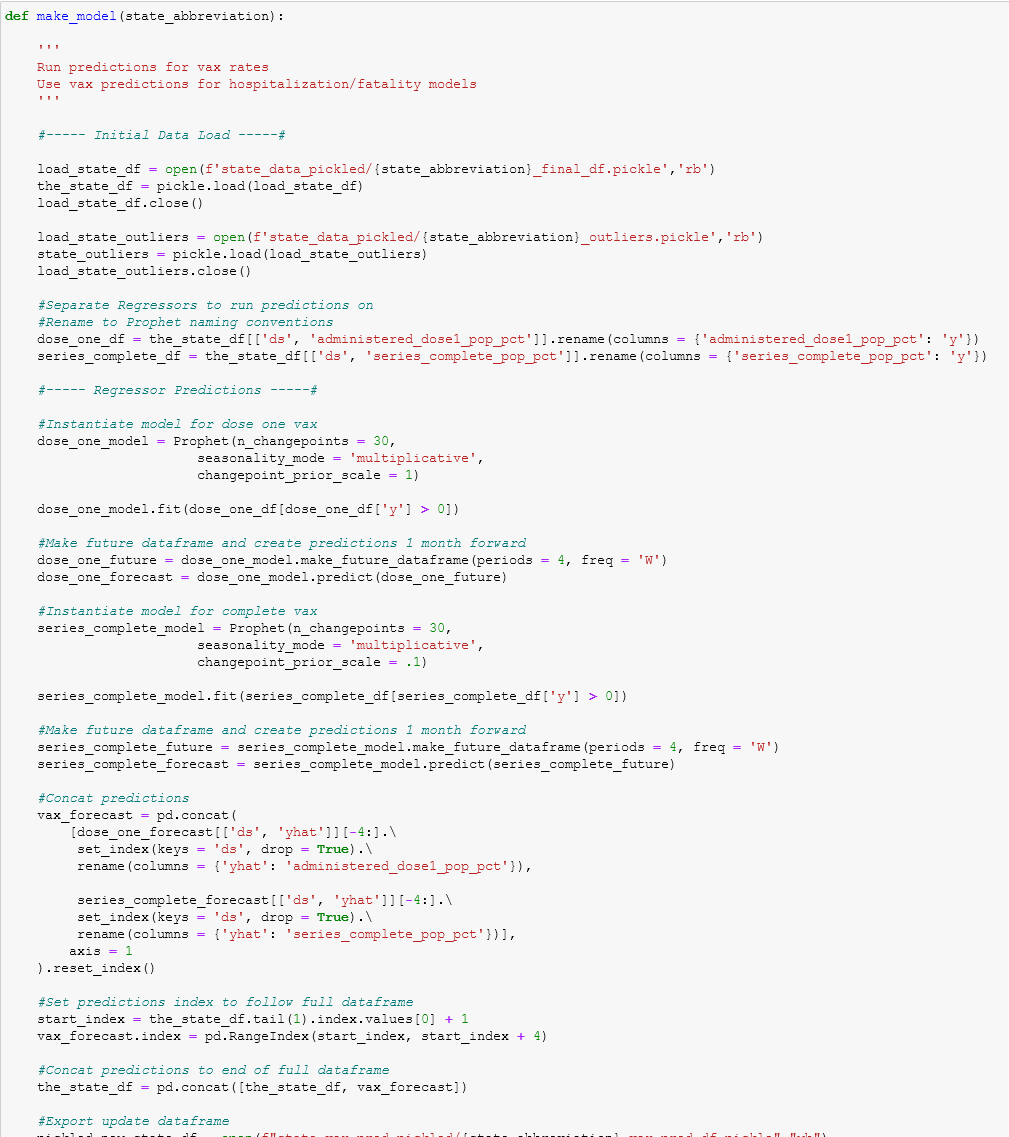 def make_model(state_abbreviation):
'''
Run predictions for vax rates
Use vax predictions for hospitalization/fatality models
'''
#----- Initial Data Load -----#
load_state_df = open(f'state_data_pickled/{state_abbreviation}_final_df.pickle','rb')
the_state_df = pickle.load(load_state_df)
load_state_df.close()
load_state_outliers = open(f'state_data_pickled/{state_abbreviation}_outliers.pickle','rb')
state_outliers = pickle.load(load_state_outliers)
load_state_outliers.close()
#Separate Regressors to run predictions on
#Rename to Prophet naming conventions
dose_one_df = the_state_df[['ds', 'administered_dose1_pop_pct']].rename(columns = {'administered_dose1_pop_pct': 'y'})
series_complete_df = the_state_df[['ds', 'series_complete_pop_pct']].rename(columns = {'series_complete_pop_pct': 'y'})
#----- Regressor Predictions -----#
#Instantiate model for dose one vax
dose_one_model = Prophet(n_changepoints = 30,
seasonality_mode = 'multiplicative',
changepoint_prior_scale = 1)
dose_one_model.fit(dose_one_df[dose_one_df['y'] > 0])
#Make future dataframe and create predictions 1 month forward
dose_one_future = dose_one_model.make_future_dataframe(periods = 4, freq = 'W')
dose_one_forecast = dose_one_model.predict(dose_one_future)
#Instantiate model for complete vax
series_complete_model = Prophet(n_changepoints = 30,
seasonality_mode = 'multiplicative',
changepoint_prior_scale = .1)
series_complete_model.fit(series_complete_df[series_complete_df['y'] > 0])
#Make future dataframe and create predictions 1 month forward
series_complete_future = series_complete_model.make_future_dataframe(periods = 4, freq = 'W')
series_complete_forecast = series_complete_model.predict(series_complete_future)
#Concat predictions
vax_forecast = pd.concat(
[dose_one_forecast[['ds', 'yhat']][-4:].\
set_index(keys = 'ds', drop = True).\
rename(columns = {'yhat': 'administered_dose1_pop_pct'}),
series_complete_forecast[['ds', 'yhat']][-4:].\
set_index(keys = 'ds', drop = True).\
rename(columns = {'yhat': 'series_complete_pop_pct'})],
axis = 1
).reset_index()
#Set predictions index to follow full dataframe
start_index = the_state_df.tail(1).index.values[0] + 1
vax_forecast.index = pd.RangeIndex(start_index, start_index + 4)
#Concat predictions to end of full dataframe
the_state_df = pd.concat([the_state_df, vax_forecast])
#Export update dataframe